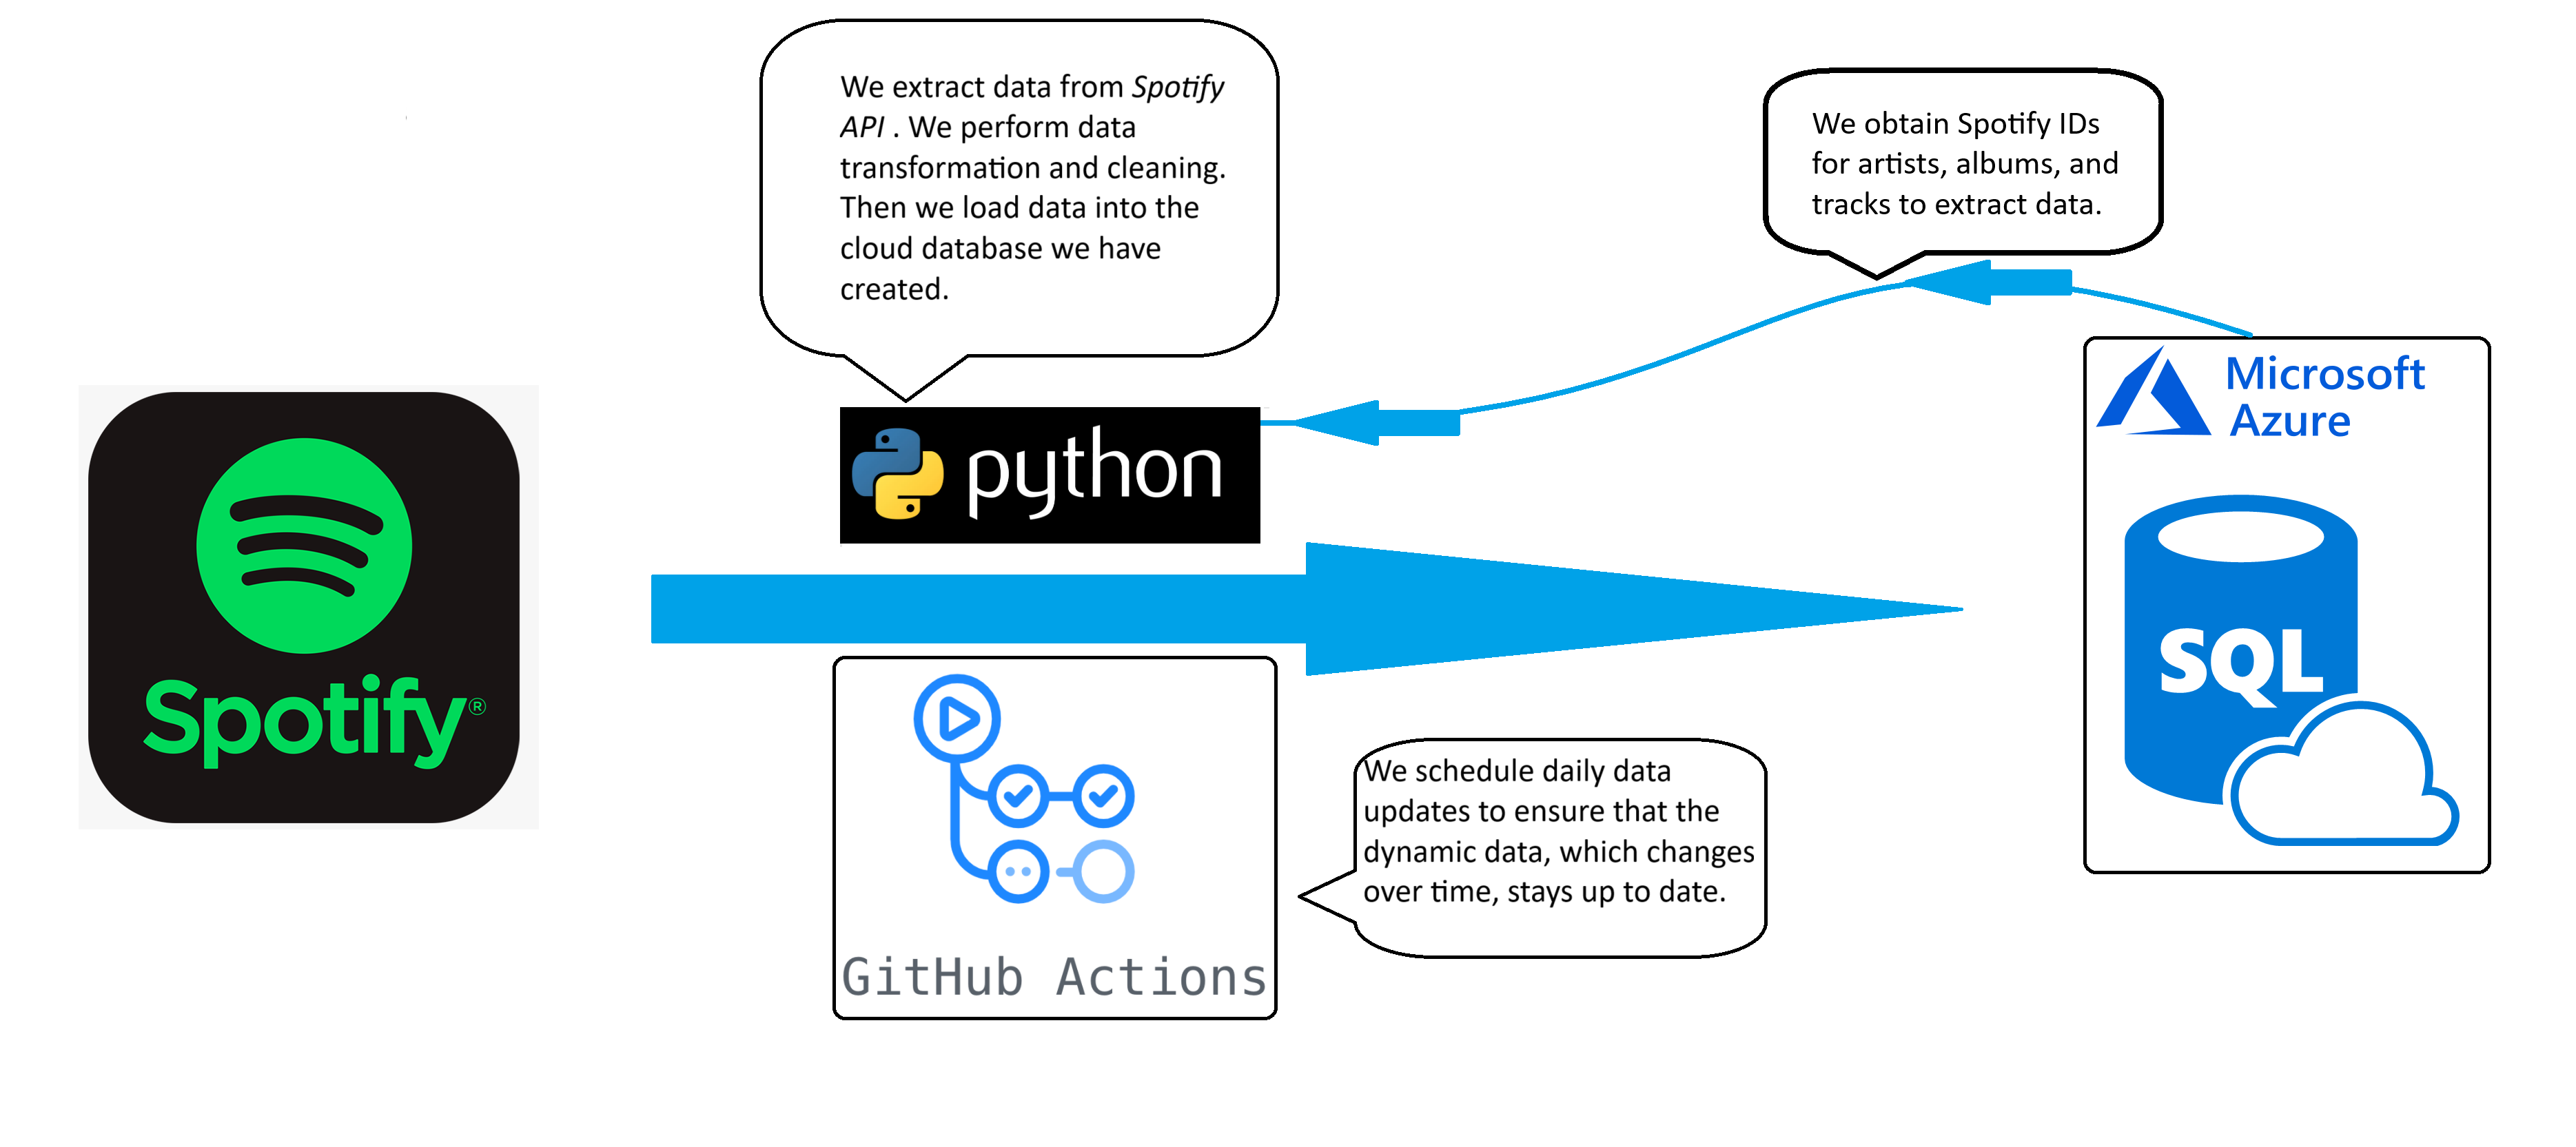 We extract data from Spotify
API . We perform data
transformation and cleaning.
Then we load data into the
cloud database we have
created.
We obtain Spotify IDs
for artists, albums, and
tracks to extract data.
Microsoft
Azure
python
SQL
Spotify®
We schedule daily data
updates to ensure that the
dynamic data, which changes
over time, stays up to date.
GitHub Actions